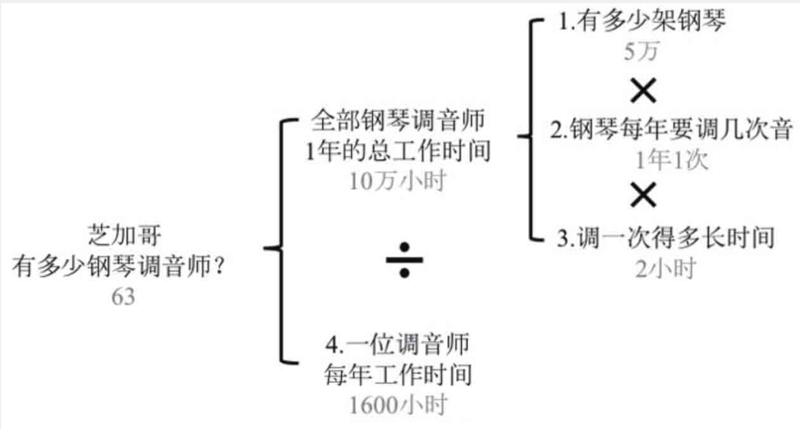 1.有多少架钢琴
5万
×
全部钢琴调音师
1年的总工作时间
10万小时
2.钢琴每年要调几次音
1年1次
×
芝加哥
有多少钢琴调音师？
63
÷
3.调一次得多长时间
2小时
4.一位调音师
每年工作时间
1600小时